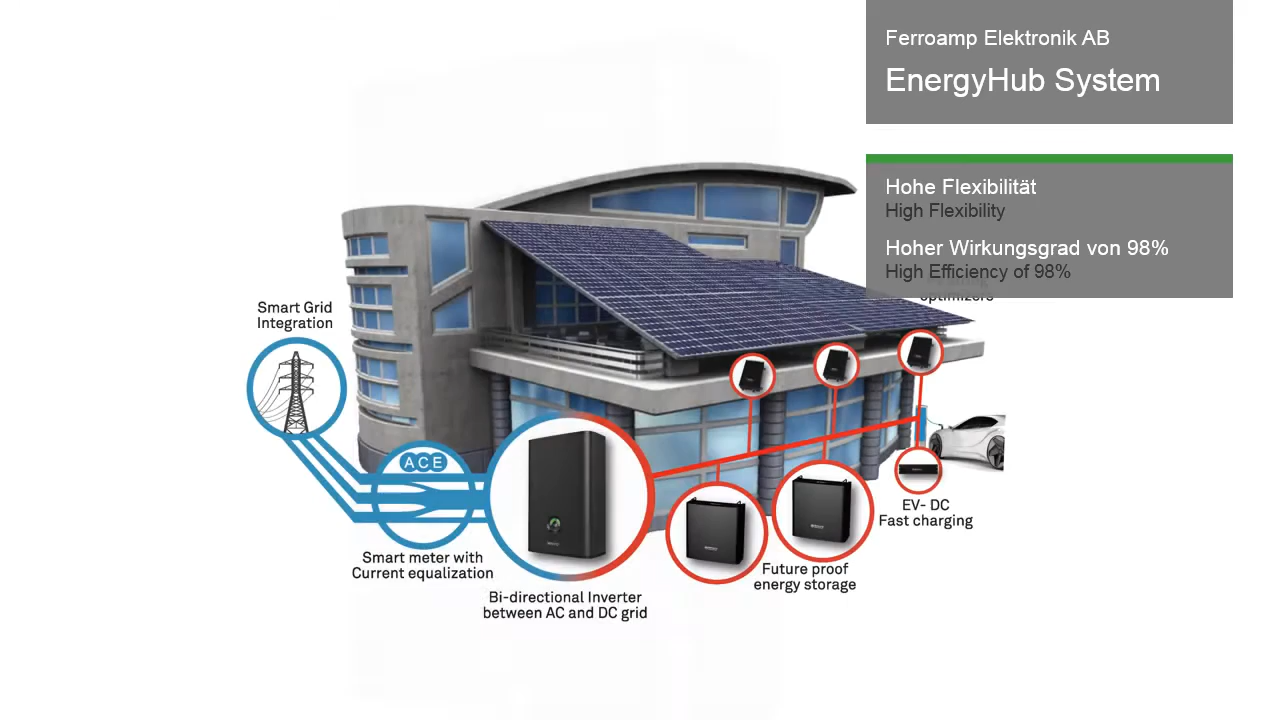 Ferroamp Elektronik AB
EnergyHub System
Hohe Flexibilität
High Flexibility
Hoher Wirkungsgrad von 98%
High Efficiency of 98%
optimizers
Smart Grid
Integration
ACE
EV- DC
Fast charging
Smart meter with
Current equalization
Future proof
energy storage
Bi-directional Inverter
between AC and DC grid